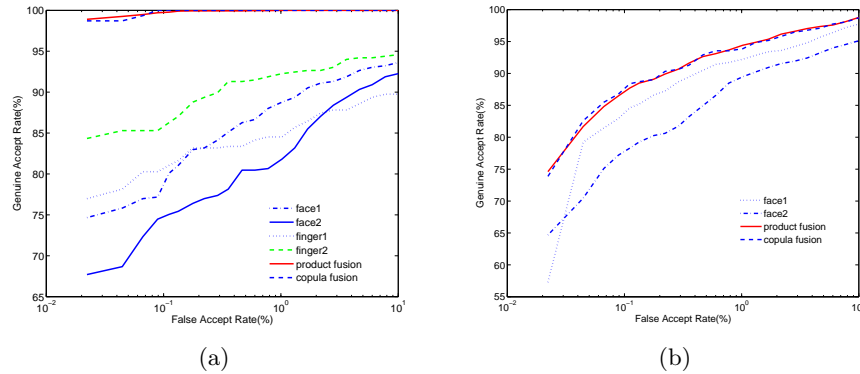 100
95
90
85
80
75
70
65
10^-2
10^-1
10^0
10^1
Genuine Accept Rate(%)
False Accept Rate(%)
face1
face2
finger1
finger2
product fusion
copula fusion
(a)
100
95
90
85
80
75
70
65
60
55
10^-2
10^-1
10^0
10^1
Genuine Accept Rate(%)
False Accept Rate(%)
face1
face2
product fusion
copula fusion
(b)